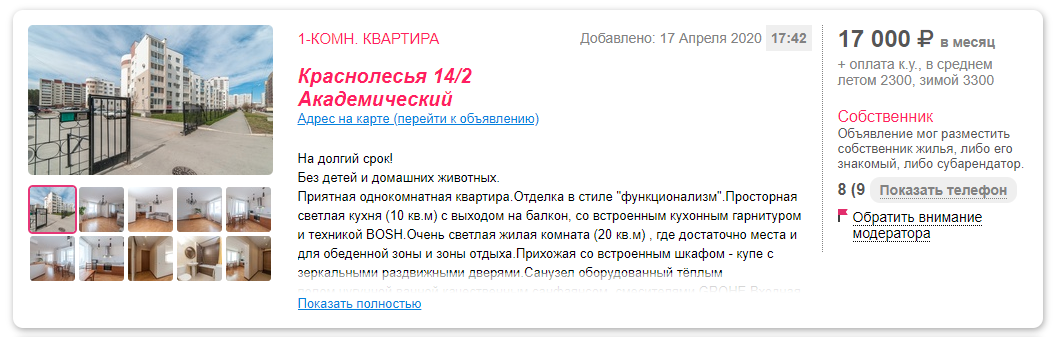 1-КОМН. КВАРТИРА
Добавлено: 17 Апреля 2020 17:42
Краснолесья 14/2
Академический
Адрес на карте (перейти к объявлению)
На долгий срок!
Без детей и домашних животных.
Приятная однокомнатная квартира.Отделка в стиле "функционализм".Просторная
светлая кухня (10 кв.м) с выходом на балкон, со встроенным кухонным гарнитуром
и техникой BOSH.Очень светлая жилая комната (20 кв.м) , где достаточно места и
для обеденной зоны и зоны отдыха.Прихожая со встроенным шкафом - купе с
зеркальными раздвижными дверями.Санузел оборудованный тёплым
Показать полностью
17 000 ₽ в месяц
+ оплата к.у., в среднем
летом 2300, зимой 3300
Собственник
Объявление мог разместить
собственник жилья, либо его
знакомый, либо субарендатор.
8 (9 Показать телефон
Обратить внимание
модератора